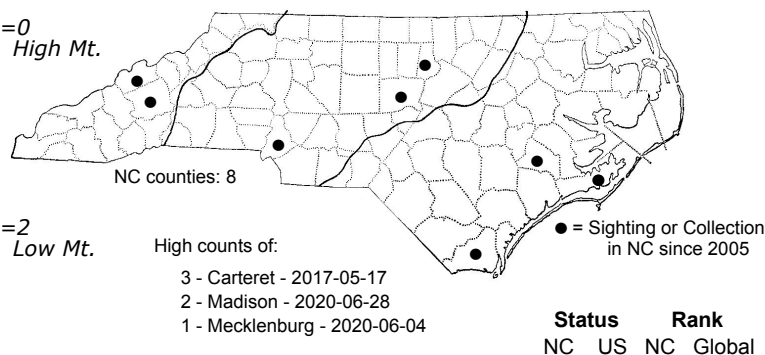 =0
High Mt.
NC counties: 8
=2
Low Mt.
High counts of:
3 - Carteret - 2017-05-17
2 - Madison - 2020-06-28
1 - Mecklenburg - 2020-06-04
● = Sighting or Collection
in NC since 2005
Status Rank
NC US NC Global